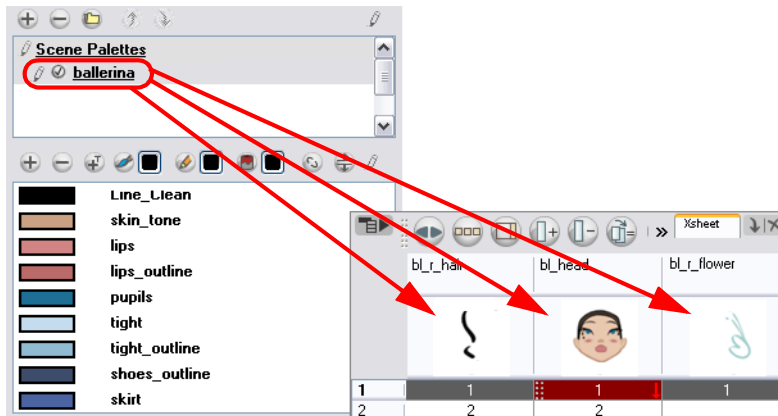 Scene Palettes
ballerina
Line_Clean
skin_tone
lips
lips_outline
pupils
tight
tight_outline
shoes_outline
skirt
Xsheet
bl_r_hair
bl_head
bl_r_flower
1 1 1 1
2 2 2